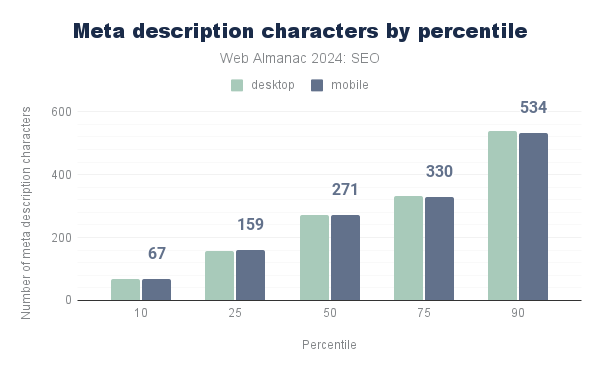 Meta description characters by percentile
Web Almanac 2024: SEO
desktop mobile
Number of meta description characters
600
400
200
0
67
159
271
330
534
10 25 50 75 90
Percentile